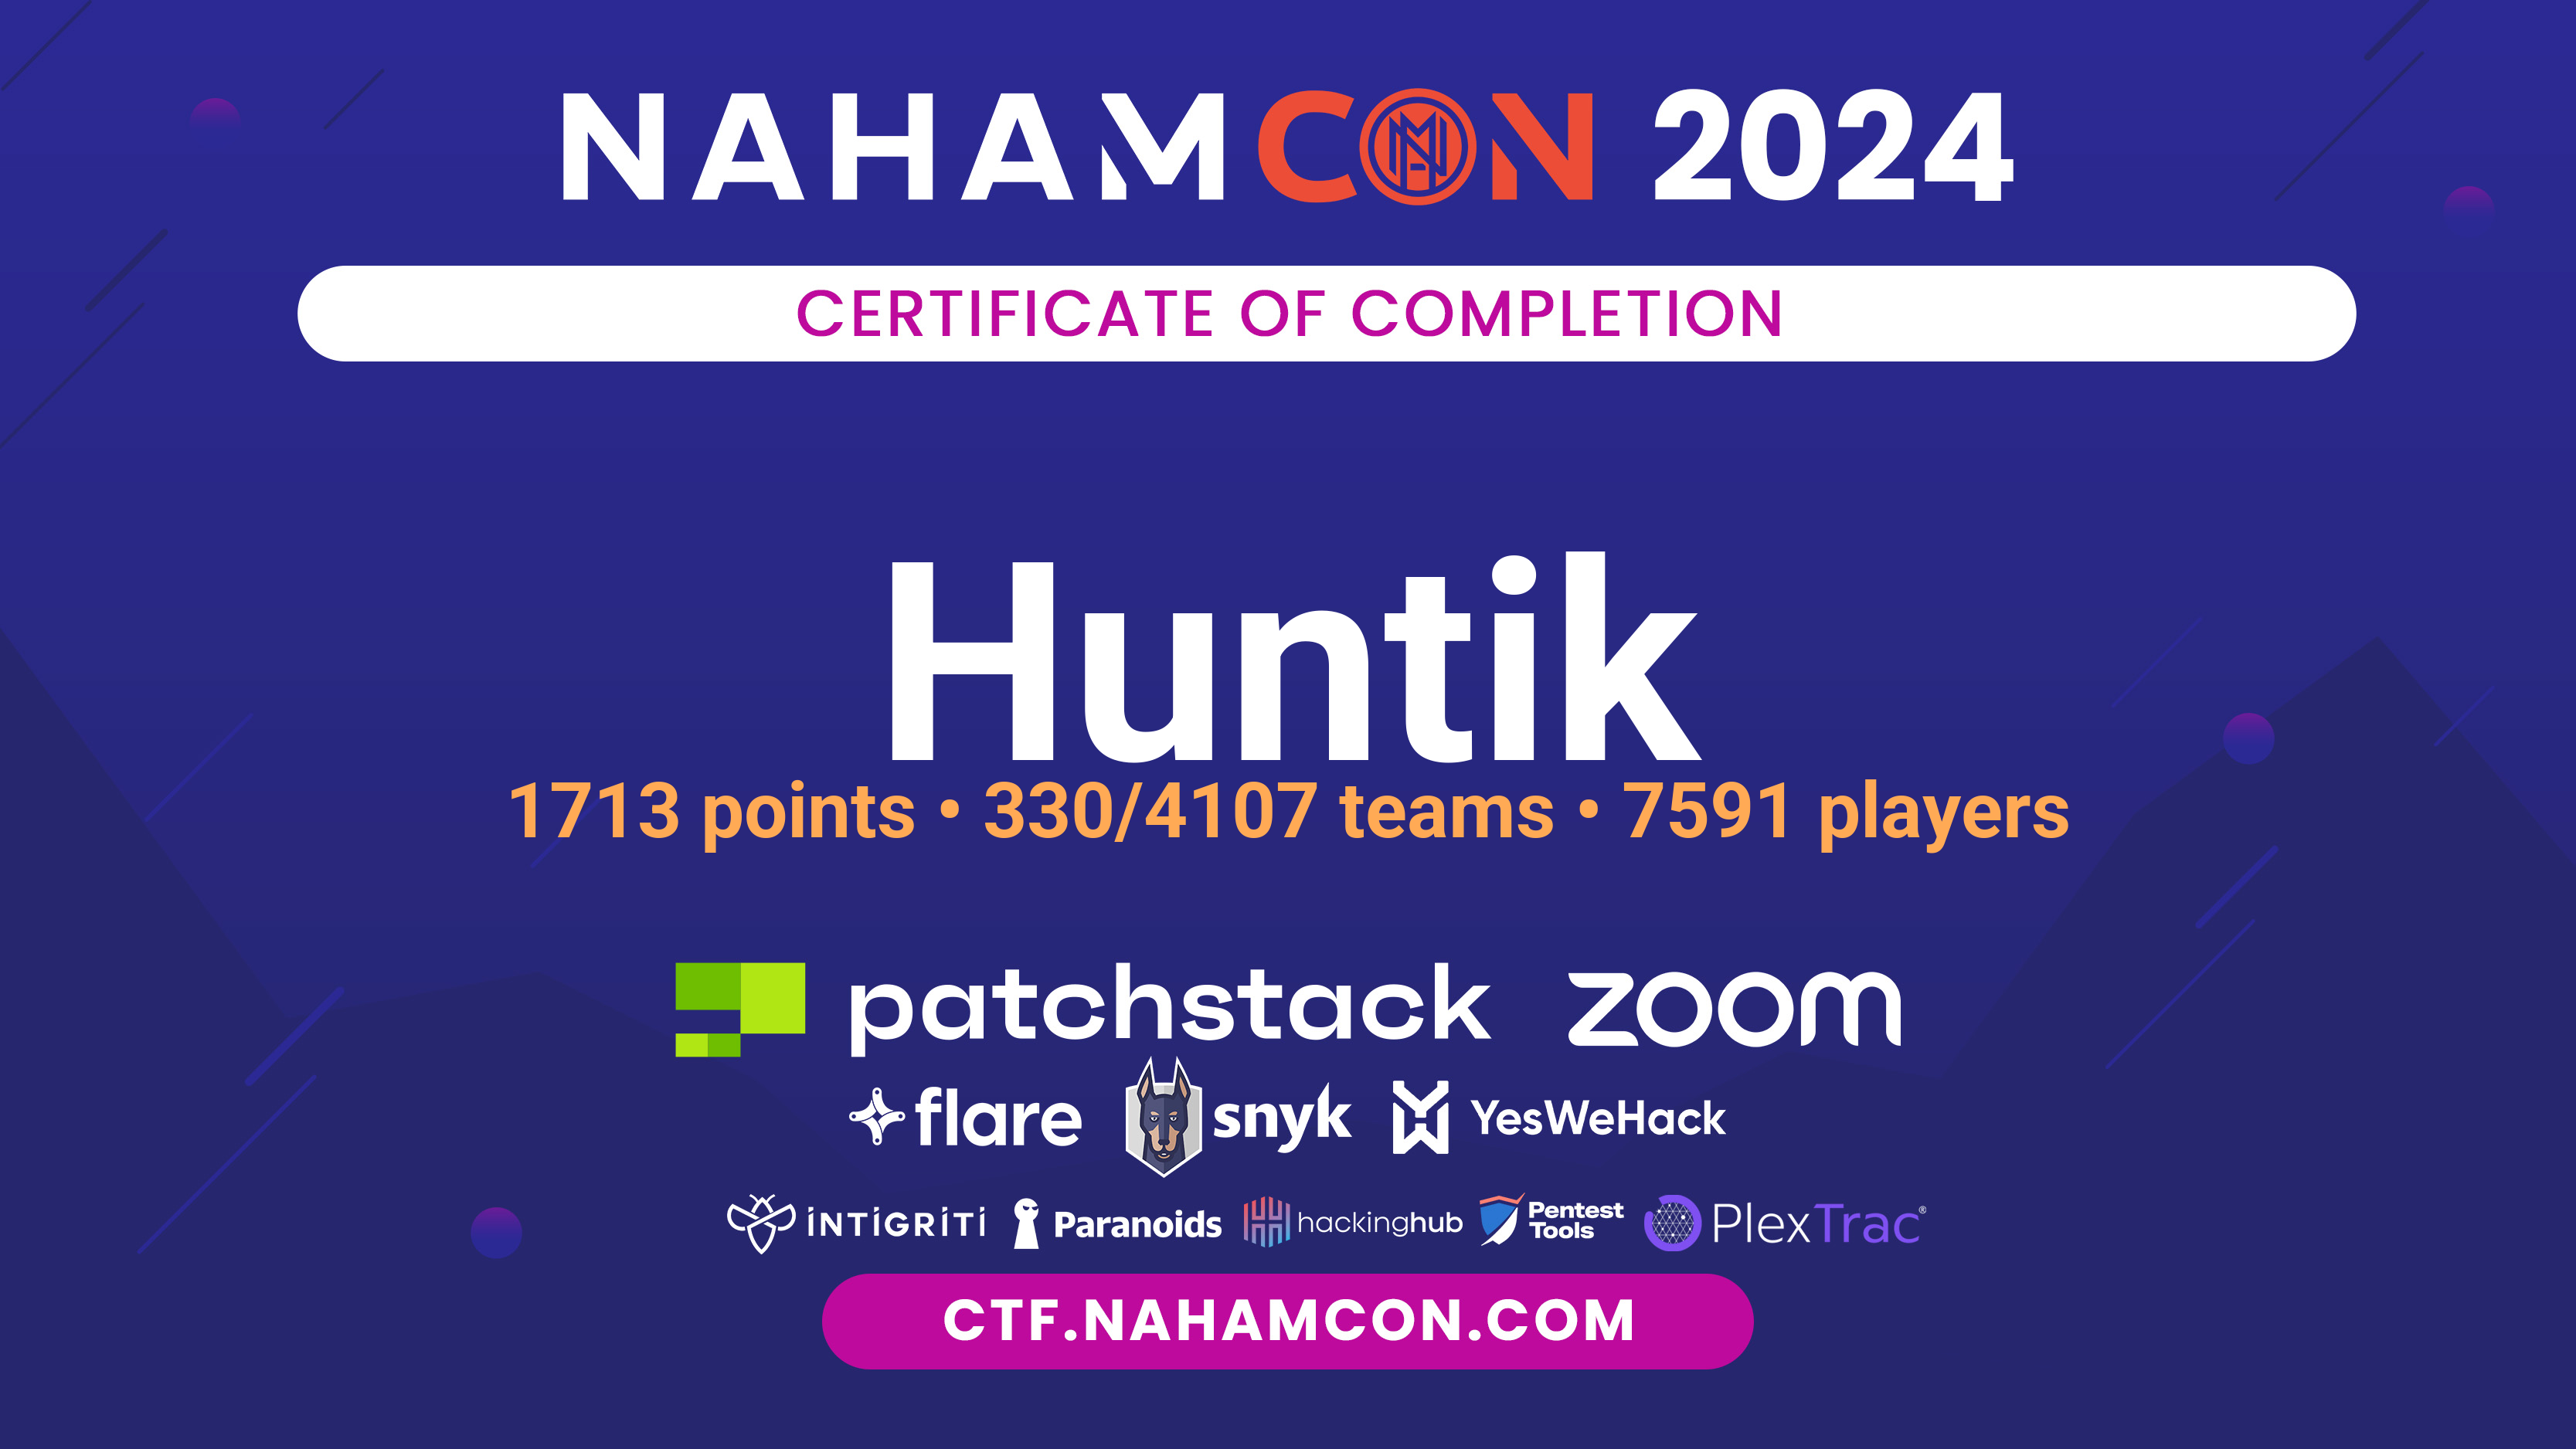 NAHAMCON 2024
CERTIFICATE OF COMPLETION
Huntik
1713 points • 330/4107 teams • 7591 players
patchstack zoom
flare snyk YesWeHack
INTIGRITI Paranoids hackinghub Pentest Tools PlexTrac®
CTF.NAHAMCON.COM